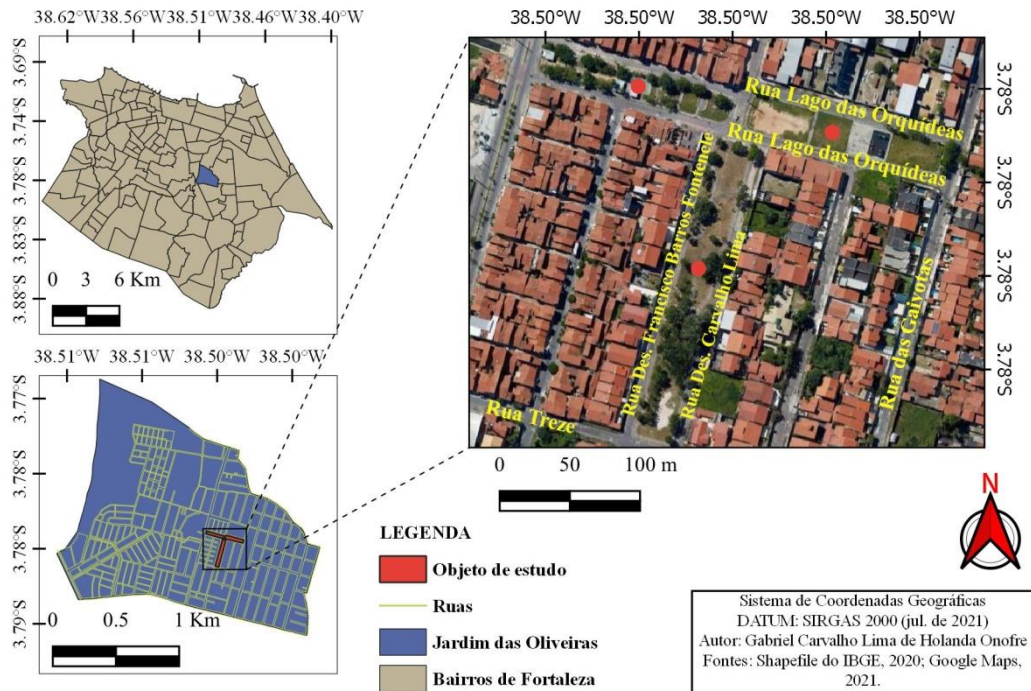 38.62°W 38.56°W 38.51°W 38.46°W 38.40°W
3.69°S
3.74°S
3.78°S
3.83°S
3.88°S
0 3 6 Km
38.51°W 38.51°W 38.50°W 38.50°W
3.77°S
3.78°S
3.78°S
3.79°S
0 0.5 1 Km
38.50°W 38.50°W 38.50°W 38.50°W 38.50°W
3.78°S
3.78°S
3.78°S
3.78°S
Rua Lago das Orquídeas
Rua Lago das Orquídeas
Rua Des. Francisco Barros Fontenele
Rua Des. Carvalho Lima
Rua das Gaivotas
Rua Treze
0 50 100 m
N
LEGENDA
Objeto de estudo
Ruas
Jardim das Oliveiras
Bairros de Fortaleza
Sistema de Coordenadas Geográficas
DATUM: SIRGAS 2000 (jul. de 2021)
Autor: Gabriel Carvalho Lima de Holanda Onofre
Fontes: Shapefile do IBGE, 2020; Google Maps,
2021.